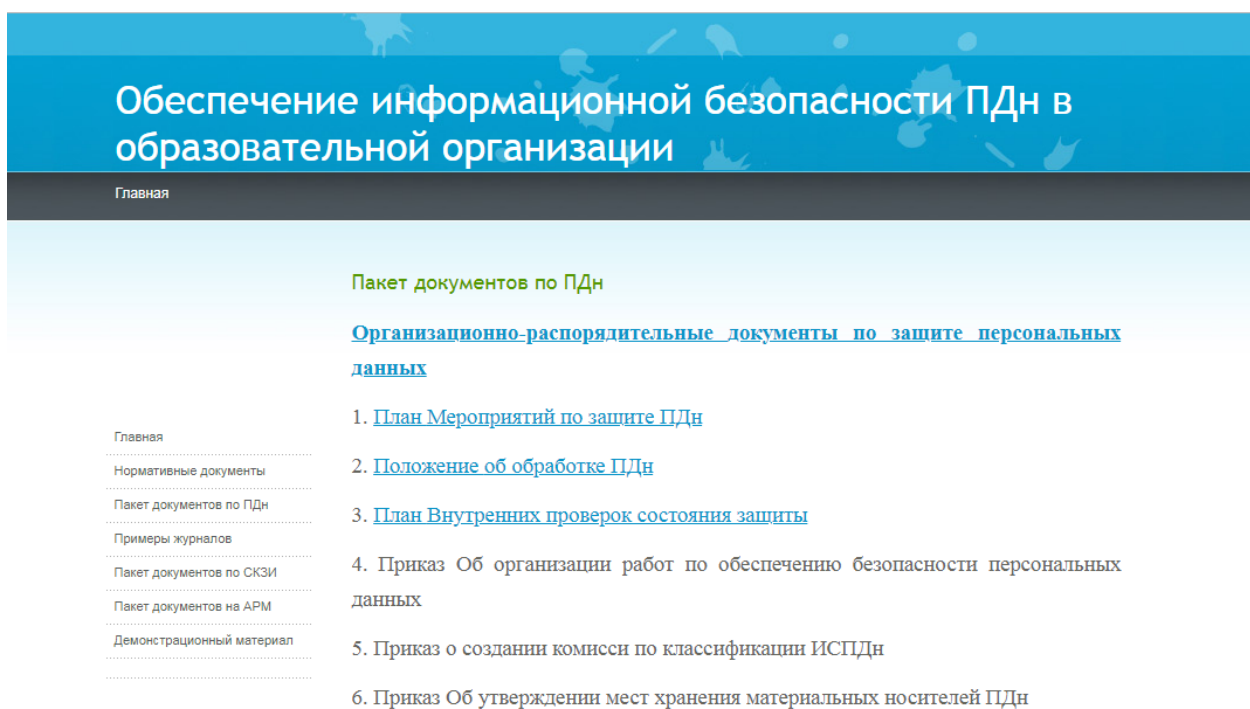 Обеспечение информационной безопасности ПДн в
образовательной организации
Главная
Пакет документов по ПДн
Организационно-распорядительные документы по защите персональных
данных
1. План Мероприятий по защите ПДн
2. Положение об обработке ПДн
3. План Внутренних проверок состояния защиты
4. Приказ Об организации работ по обеспечению безопасности персональных
данных
5. Приказ о создании комисси по классификации ИСПДн
6. Приказ Об утверждении мест хранения материальных носителей ПДн
Главная
Нормативные документы
Пакет документов по ПДн
Примеры журналов
Пакет документов по СКЗИ
Пакет документов на АРМ
Демонстрационный материал